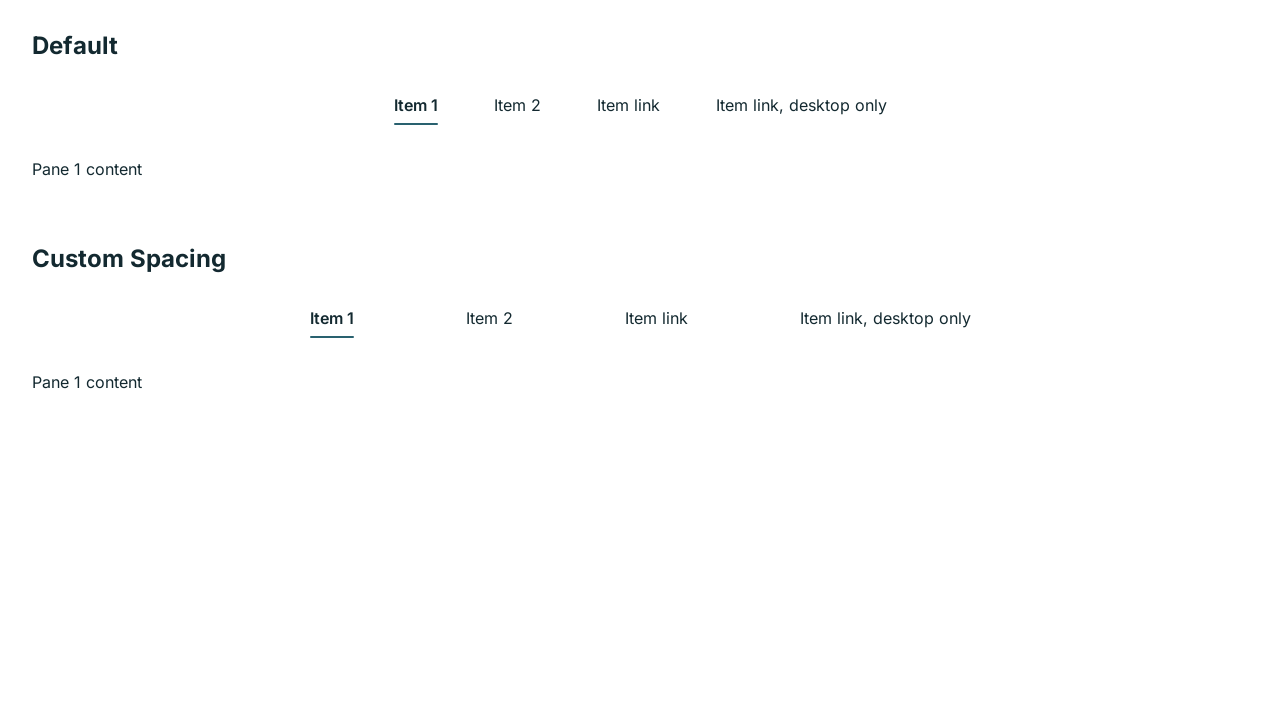 Default
Item 1 Item 2 Item link Item link, desktop only
Pane 1 content
Custom Spacing
Item 1 Item 2 Item link Item link, desktop only
Pane 1 content